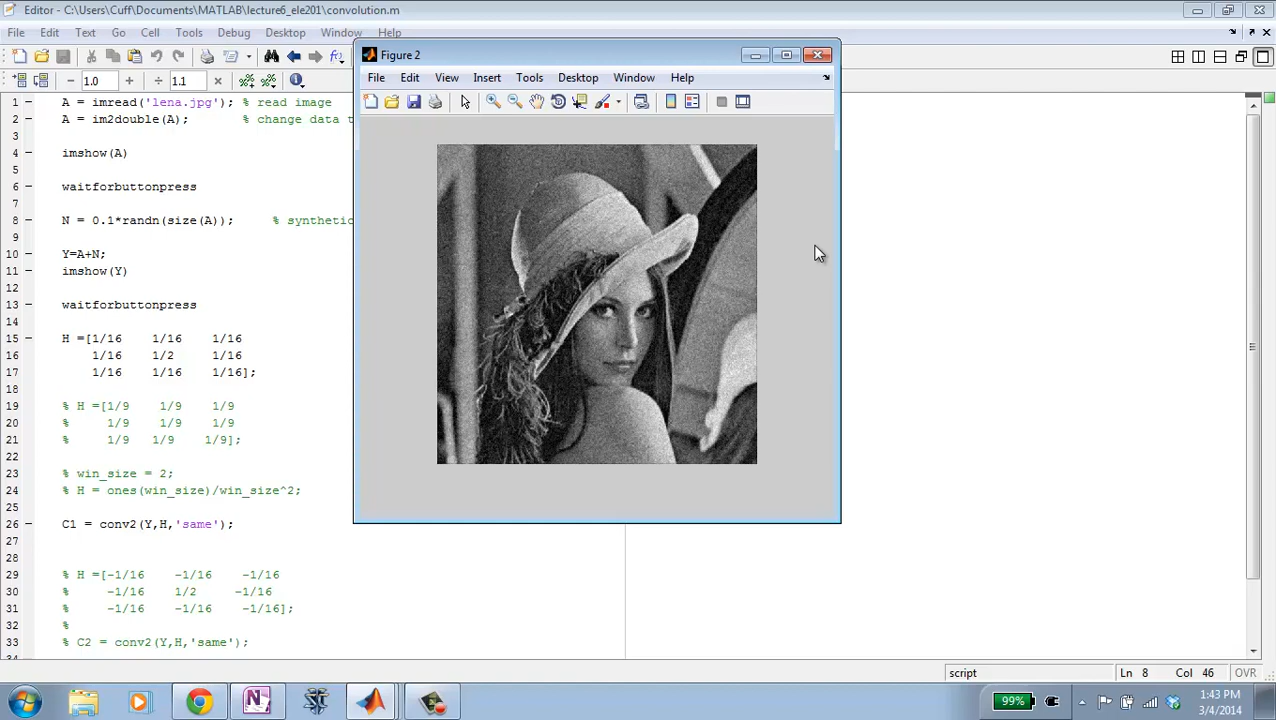 Editor - C:\Users\Cuff\Documents\MATLAB\lecture6_ele201\convolution.m
File Edit Text Go Cell Tools Debug Desktop Window Help
1.0 1.1
Figure 2
File Edit View Insert Tools Desktop Window Help
1 A = imread('lena.jpg'); % read image
2 A = im2double(A); % change data t
3
4 imshow(A)
5
6 waitforbuttonpress
7
8 N = 0.1*randn(size(A)); % synthetic
9
10 Y=A+N;
11 imshow(Y)
12
13 waitforbuttonpress
14
15 H =[1/16 1/16 1/16
16 1/16 1/2 1/16
17 1/16 1/16 1/16];
18
19 % H =[1/9 1/9 1/9
20 % 1/9 1/9 1/9
21 % 1/9 1/9 1/9];
22
23 % win_size = 2;
24 % H = ones(win_size)/win_size^2;
25
26 C1 = conv2(Y,H,'same');
27
28
29 % H =[-1/16 -1/16 -1/16
30 % -1/16 1/2 -1/16
31 % -1/16 -1/16 -1/16];
32 %
33 % C2 = conv2(Y,H,'same');
script Ln 8 Col 46 OVR
99% 1:43 PM
3/4/2014